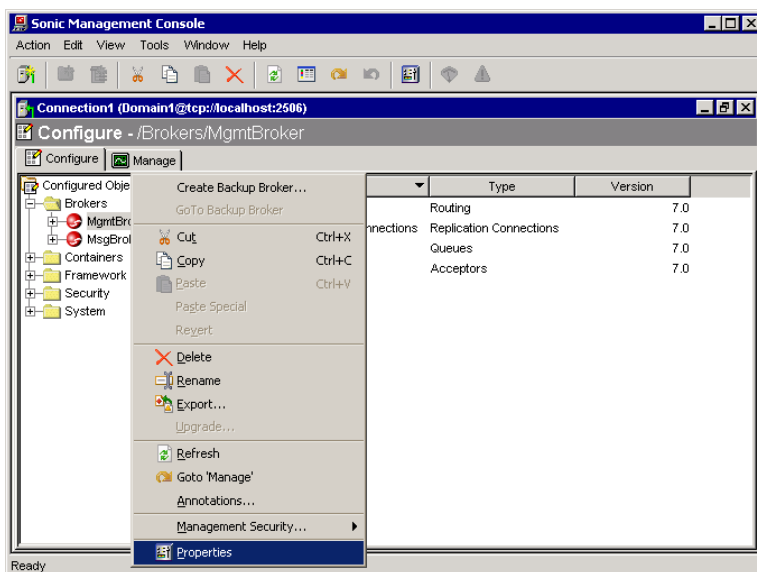 Sonic Management Console
Action Edit View Tools Window Help
Connection1 (Domain1@tcp://localhost:2506)
Configure - /Brokers/MgmtBroker
Configure Manage
Configured Obje
Brokers
MgmtBro
MsgBrol
Containers
Framework
Security
System
Create Backup Broker...
GoTo Backup Broker
Cut Ctrl+X
Copy Ctrl+C
Paste Ctrl+V
Paste Special
Revert
Delete
Rename
Export...
Upgrade...
Refresh
Goto 'Manage'
Annotations...
Management Security...
Properties
Type Version
Routing 7.0
nnections Replication Connections 7.0
Queues 7.0
Acceptors 7.0
Ready